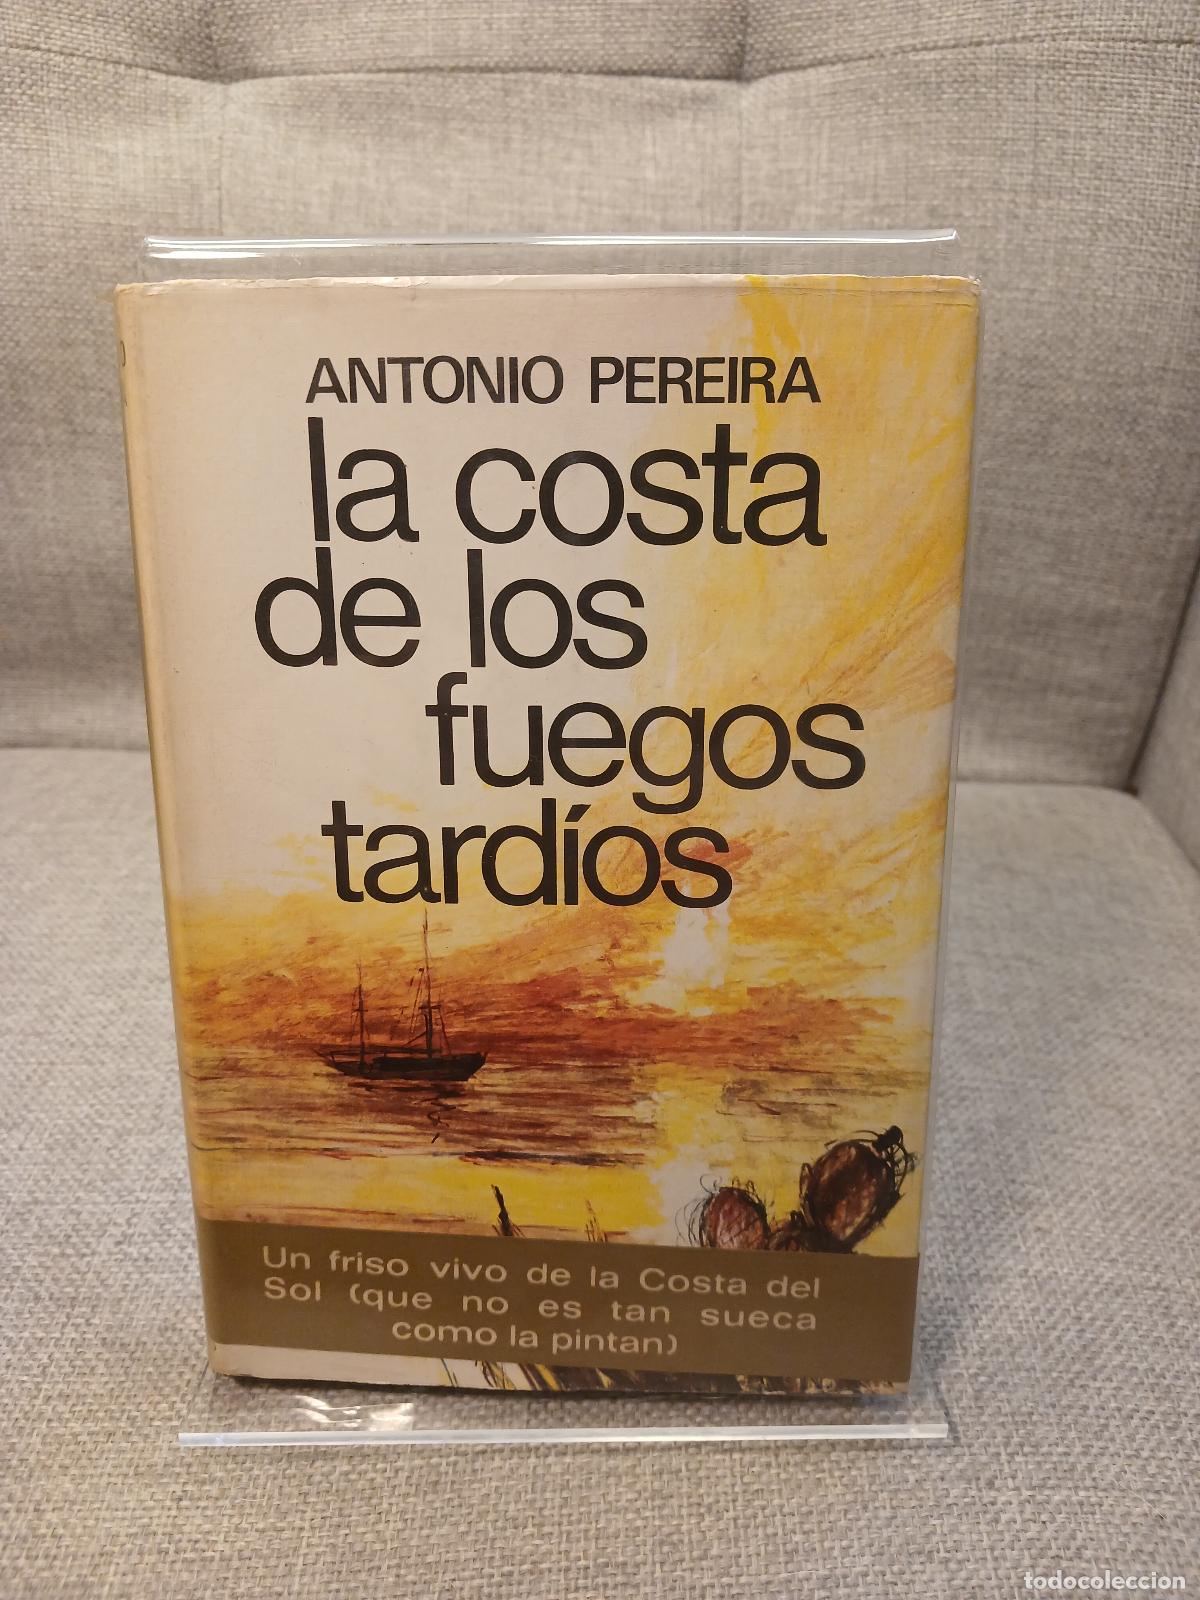 ANTONIO PEREIRA
la costa
de los
fuegos
tardíos
Un friso vivo de la Costa del
Sol (que no es tan sueca
como la pintan)
todocoleccion